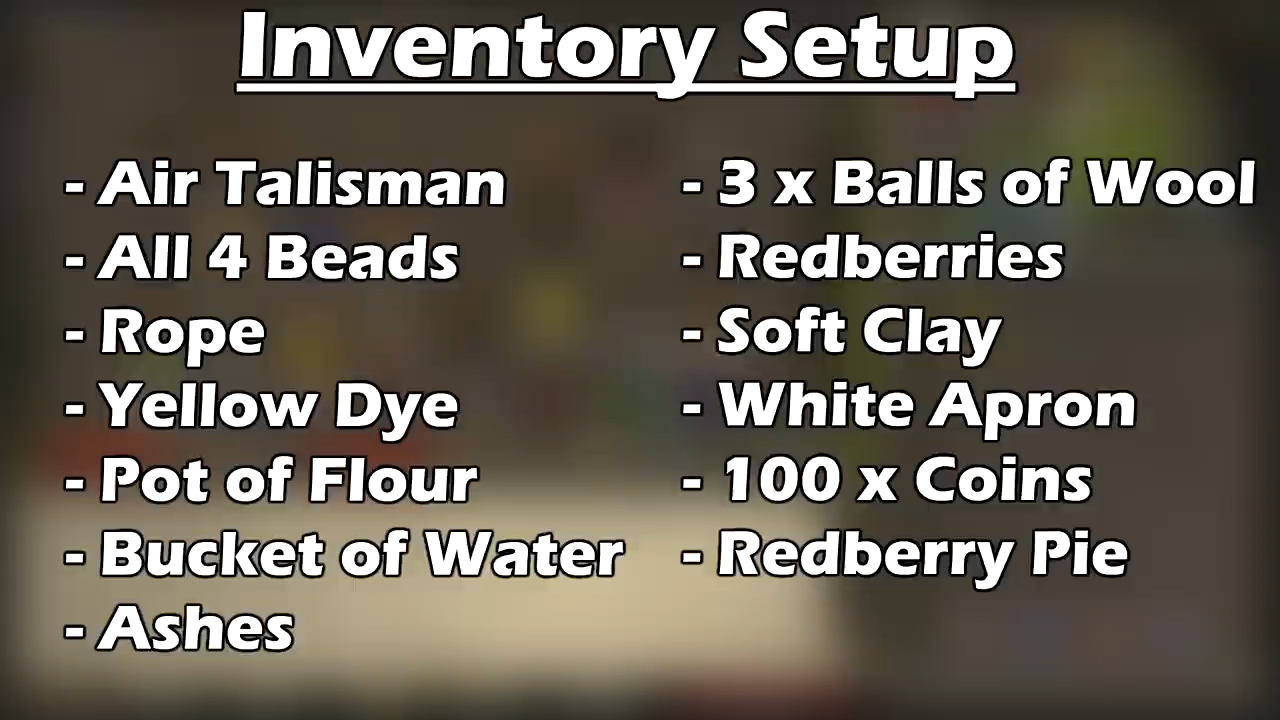 Inventory Setup
- Air Talisman
- All 4 Beads
- Rope
- Yellow Dye
- Pot of Flour
- Bucket of Water
- Ashes
- 3 x Balls of Wool
- Redberries
- Soft Clay
- White Apron
- 100 x Coins
- Redberry Pie